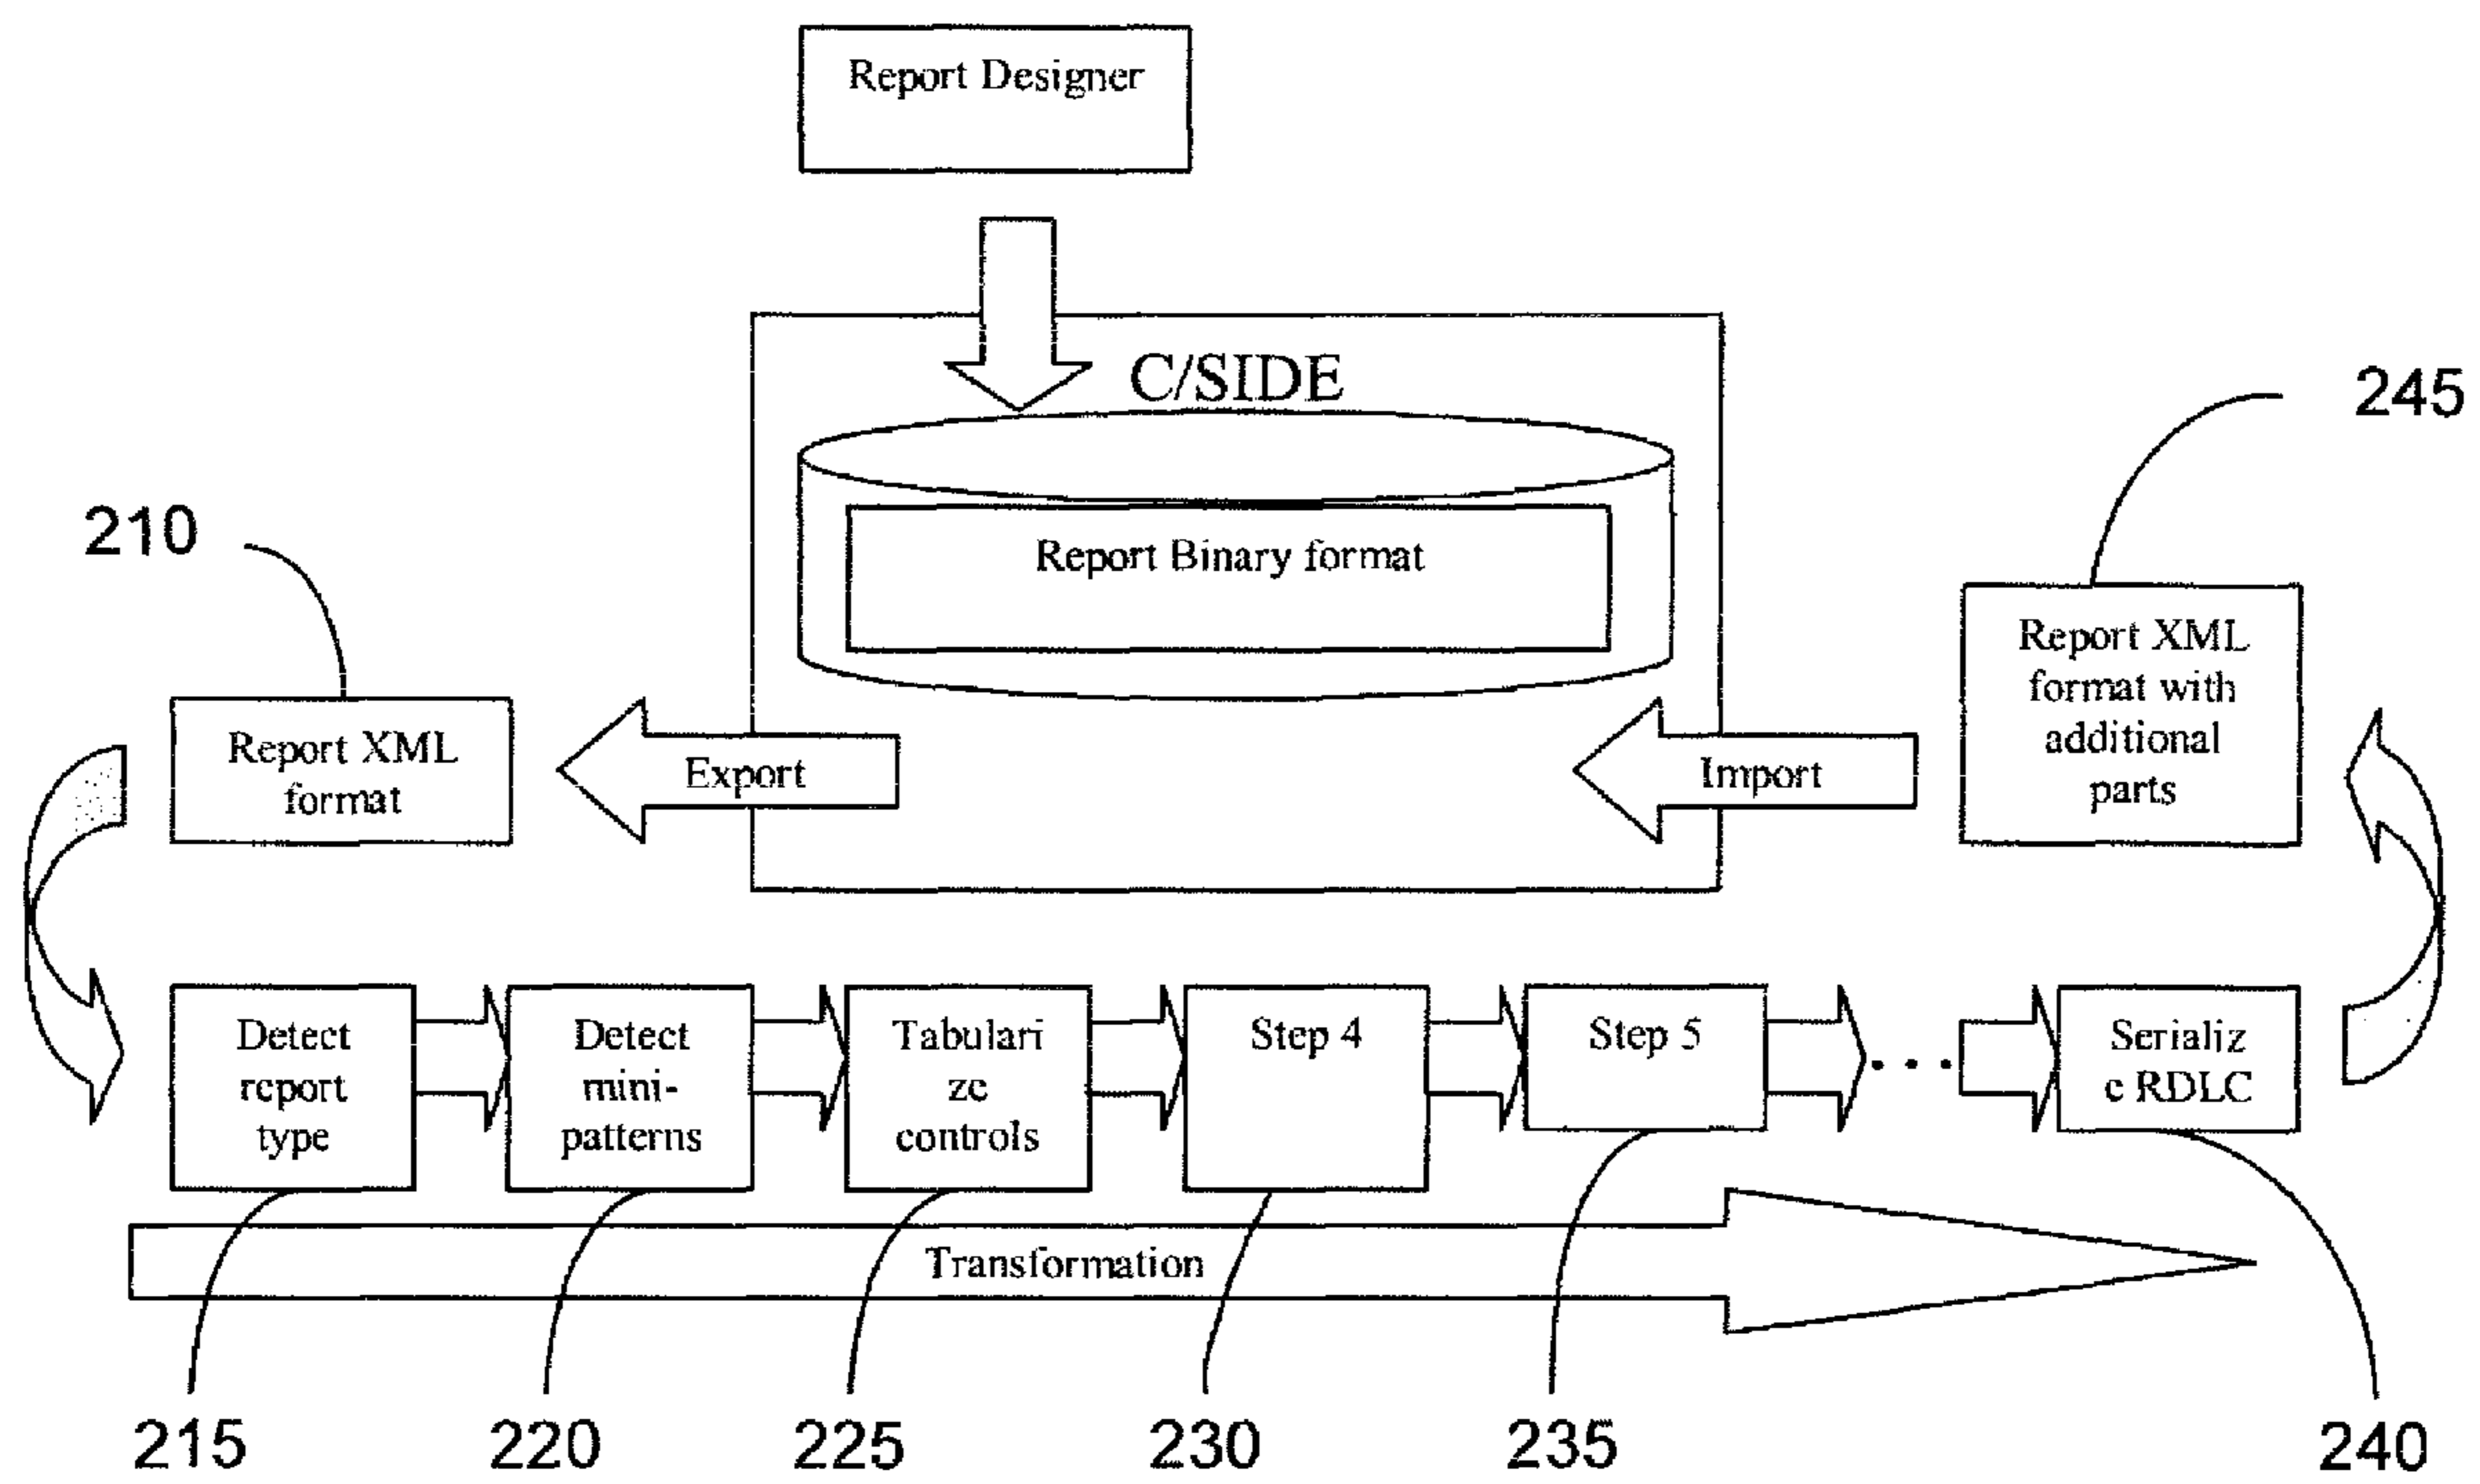 Report Designer
C/SIDE
245
210
Report Binary format
Report XML
format with
additional
parts
Report XML
format
Export
Import
Detect
report
type
Detect
mini-
patterns
Tabulari
ze
controls
Step 4
Step 5
. . .
Serializ
e RDLC
Transformation
215
220
225
230
235
240